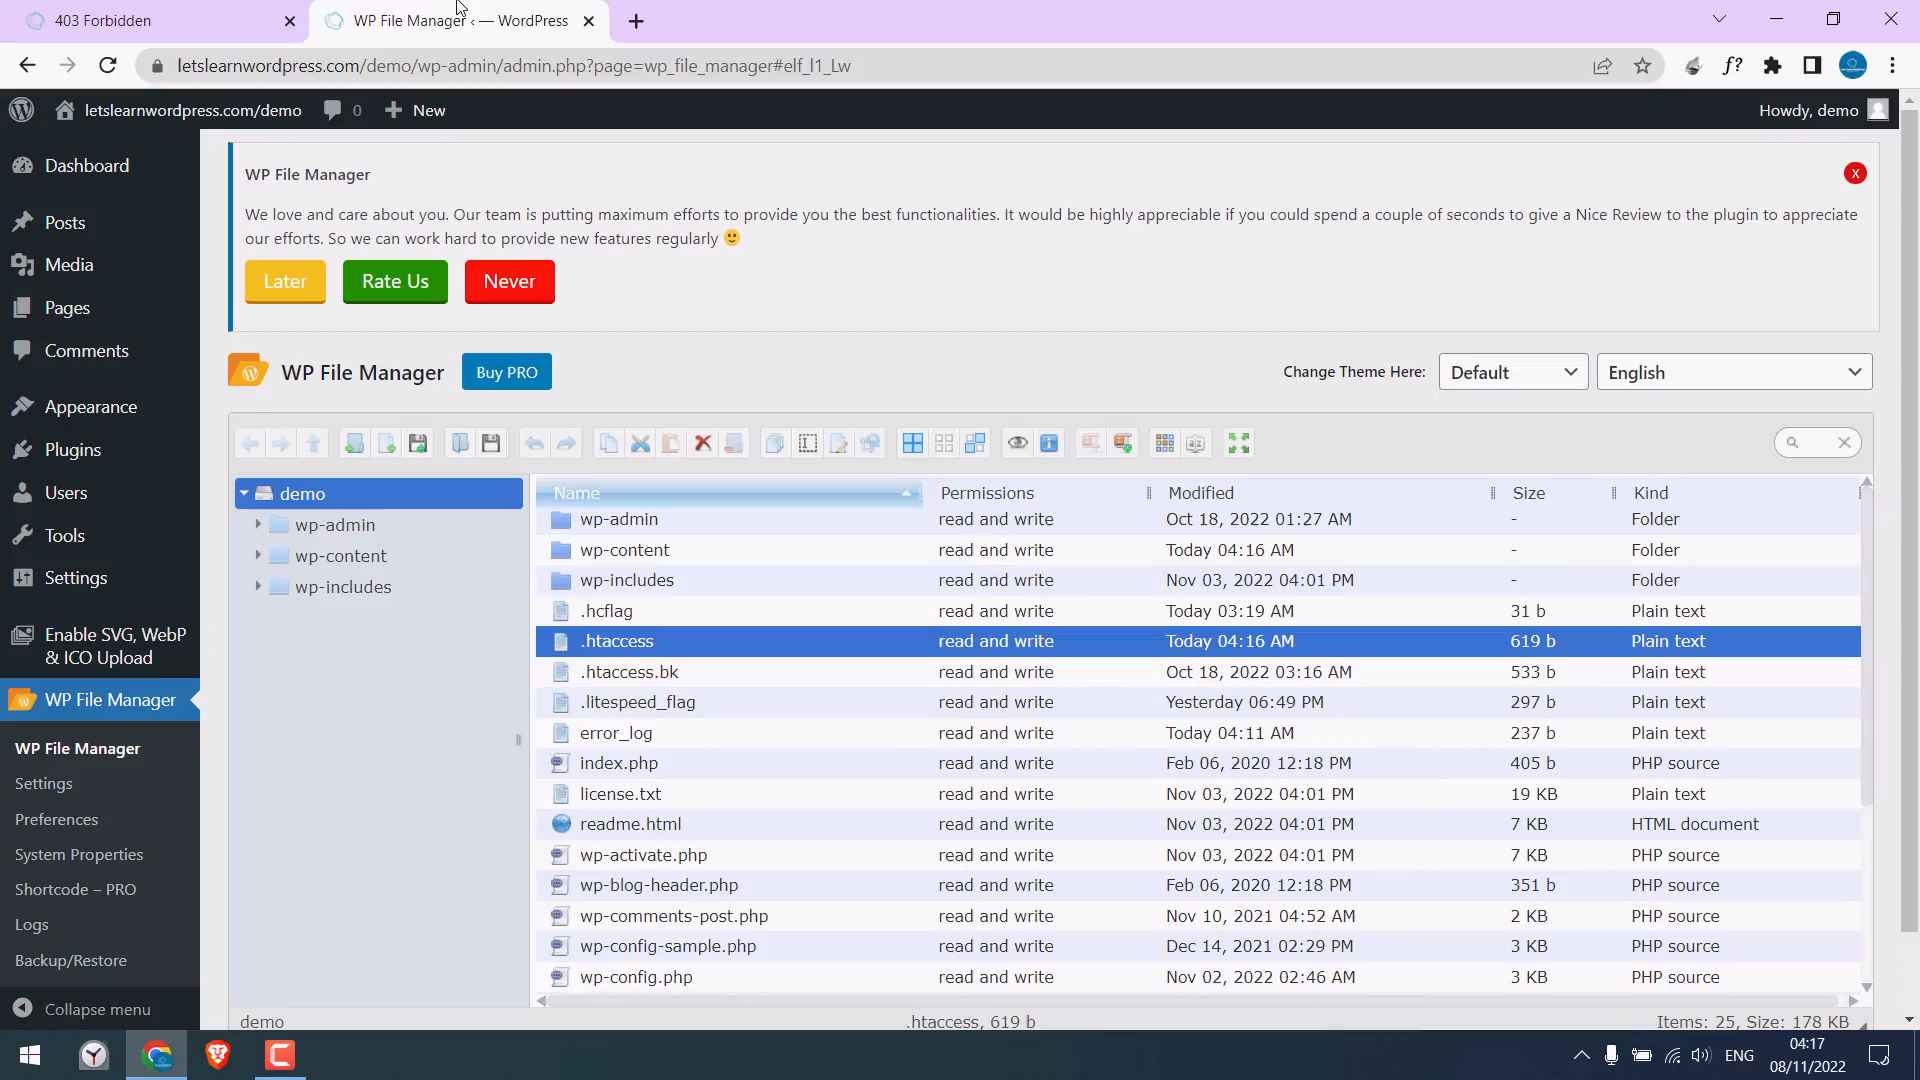 403 Forbidden
WP File Manager ‹ — WordPress
letslearnwordpress.com/demo/wp-admin/admin.php?page=wp_file_manager#elf_l1_Lw
letslearnwordpress.com/demo
0
New
Howdy, demo
Dashboard
Posts
Media
Pages
Comments
Appearance
Plugins
Users
Tools
Settings
Enable SVG, WebP
& ICO Upload
WP File Manager
WP File Manager
Settings
Preferences
System Properties
Shortcode – PRO
Logs
Backup/Restore
Collapse menu
WP File Manager
X
We love and care about you. Our team is putting maximum efforts to provide you the best functionalities. It would be highly appreciable if you could spend a couple of seconds to give a Nice Review to the plugin to appreciate
our efforts. So we can work hard to provide new features regularly 🙂
Later
Rate Us
Never
WP File Manager
Buy PRO
Change Theme Here:
Default
English
demo
wp-admin
wp-content
wp-includes
Name Permissions Modified Size Kind
wp-admin read and write Oct 18, 2022 01:27 AM - Folder
wp-content read and write Today 04:16 AM - Folder
wp-includes read and write Nov 03, 2022 04:01 PM - Folder
.hcflag read and write Today 03:19 AM 31 b Plain text
.htaccess read and write Today 04:16 AM 619 b Plain text
.htaccess.bk read and write Oct 18, 2022 03:16 AM 533 b Plain text
.litespeed_flag read and write Yesterday 06:49 PM 297 b Plain text
error_log read and write Today 04:11 AM 237 b Plain text
index.php read and write Feb 06, 2020 12:18 PM 405 b PHP source
license.txt read and write Nov 03, 2022 04:01 PM 19 KB Plain text
readme.html read and write Nov 03, 2022 04:01 PM 7 KB HTML document
wp-activate.php read and write Nov 03, 2022 04:01 PM 7 KB PHP source
wp-blog-header.php read and write Feb 06, 2020 12:18 PM 351 b PHP source
wp-comments-post.php read and write Nov 10, 2021 04:52 AM 2 KB PHP source
wp-config-sample.php read and write Dec 14, 2021 02:29 PM 3 KB PHP source
wp-config.php read and write Nov 02, 2022 02:46 AM 3 KB PHP source
demo
.htaccess, 619 b
Items: 25, Size: 178 KB
ENG
04:17
08/11/2022